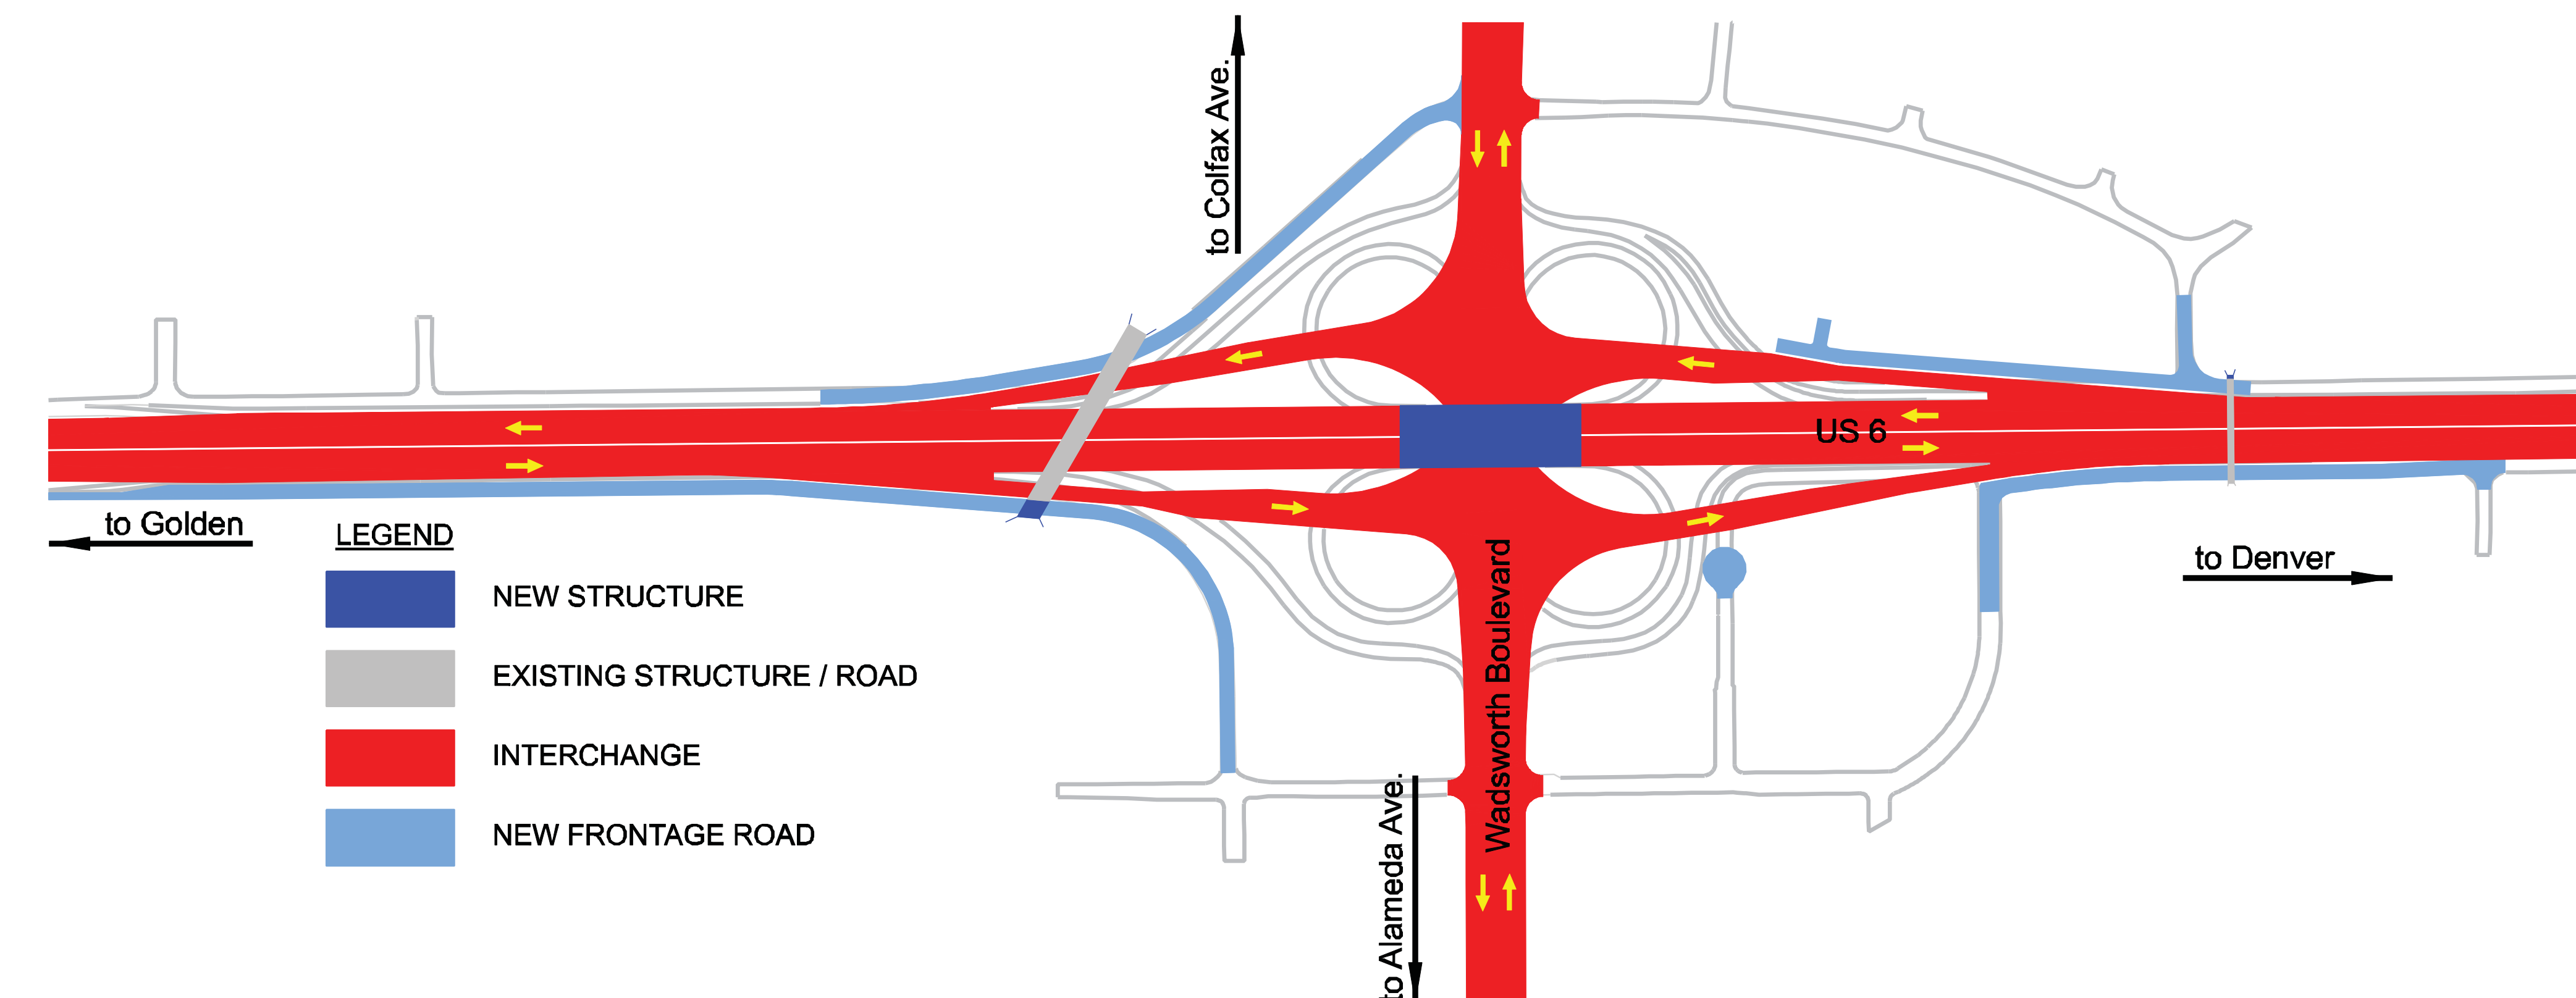 to Colfax Ave.
US 6
to Golden
LEGEND
NEW STRUCTURE
EXISTING STRUCTURE / ROAD
INTERCHANGE
NEW FRONTAGE ROAD
Wadsworth Boulevard
to Denver
to Alameda Ave.